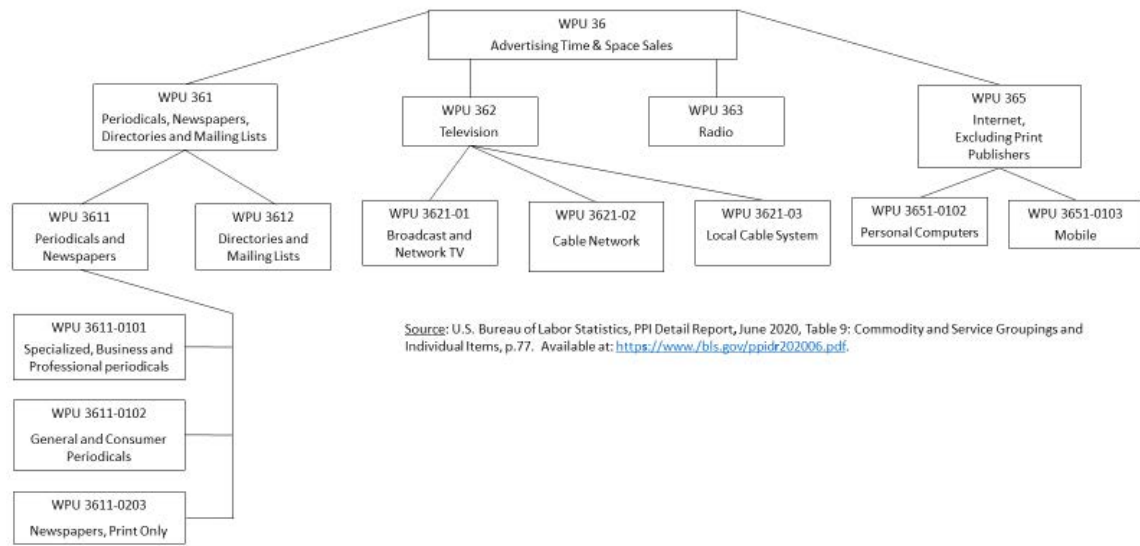 WPU 36
Advertising Time & Space Sales
WPU 361
Periodicals, Newspapers,
Directories and Mailing Lists
WPU 362
Television
WPU 363
Radio
WPU 365
Internet,
Excluding Print
Publishers
WPU 3611
Periodicals and
Newspapers
WPU 3612
Directories and
Mailing Lists
WPU 3621-01
Broadcast and
Network TV
WPU 3621-02
Cable Network
WPU 3621-03
Local Cable System
WPU 3651-0102
Personal Computers
WPU 3651-0103
Mobile
WPU 3611-0101
Specialized, Business and
Professional periodicals
WPU 3611-0102
General and Consumer
Periodicals
WPU 3611-0203
Newspapers, Print Only
Source: U.S. Bureau of Labor Statistics, PPI Detail Report, June 2020, Table 9: Commodity and Service Groupings and
Individual Items, p.77. Available at: https://www./bls.gov/ppidr202006.pdf.